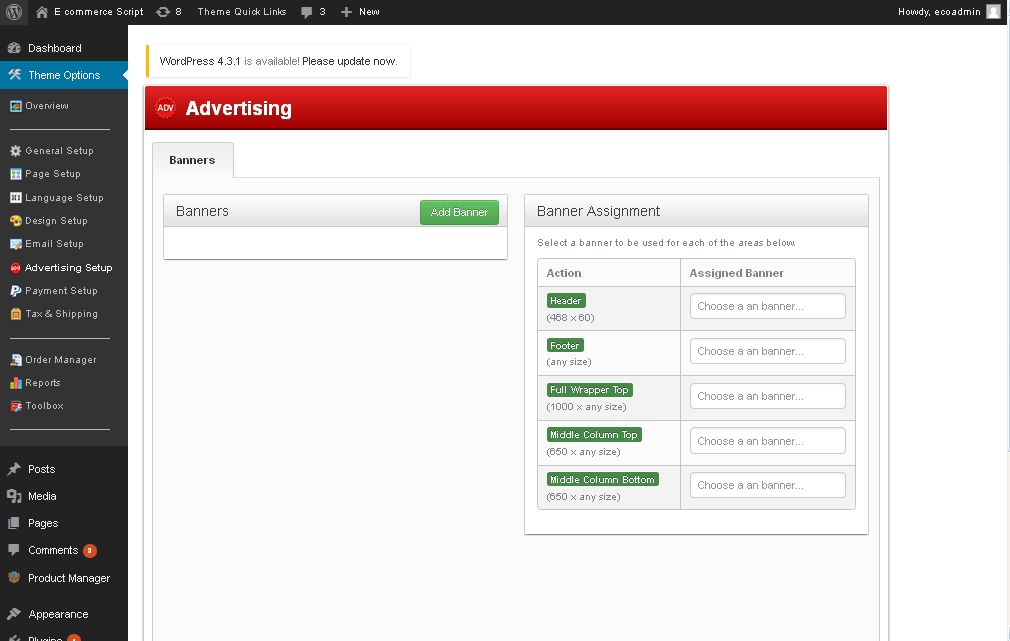 E commerce Script
8
Theme Quick Links
3
New
Howdy, ecoadmin
Dashboard
Theme Options
Overview
General Setup
Page Setup
Language Setup
Design Setup
Email Setup
Advertising Setup
Payment Setup
Tax & Shipping
Order Manager
Reports
Toolbox
Posts
Media
Pages
Comments 3
Product Manager
Appearance
Plugins
WordPress 4.3.1 is available! Please update now.
ADV
Advertising
Banners
Banners
Add Banner
Banner Assignment
Select a banner to be used for each of the areas below.
Action Assigned Banner
Header
(468 x 60)
Choose a an banner...
Footer
(any size)
Choose a an banner...
Full Wrapper Top
(1000 x any size)
Choose a an banner...
Middle Column Top
(650 x any size)
Choose a an banner...
Middle Column Bottom
(650 x any size)
Choose a an banner...